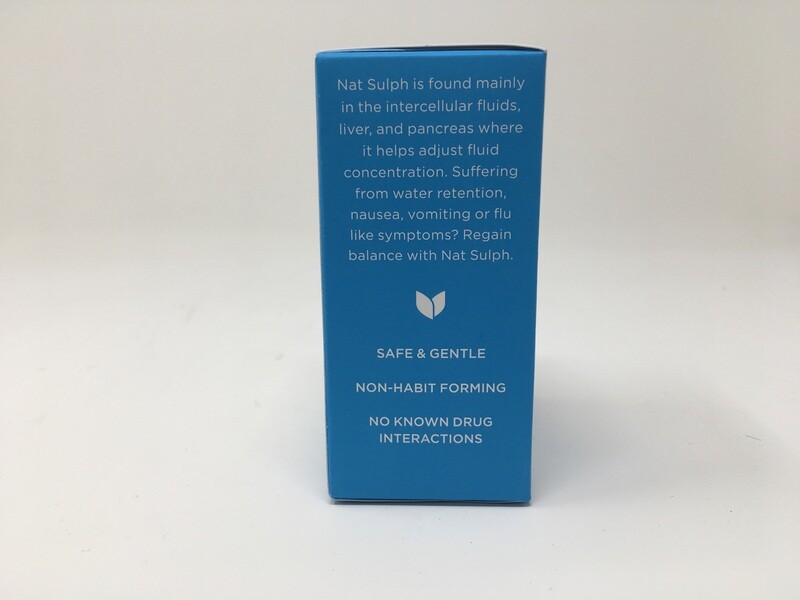 Nat Sulph is found mainly
in the intercellular fluids,
liver, and pancreas where
it helps adjust fluid
concentration. Suffering
from water retention,
nausea, vomiting or flu
like symptoms? Regain
balance with Nat Sulph.
SAFE & GENTLE
NON-HABIT FORMING
NO KNOWN DRUG
INTERACTIONS